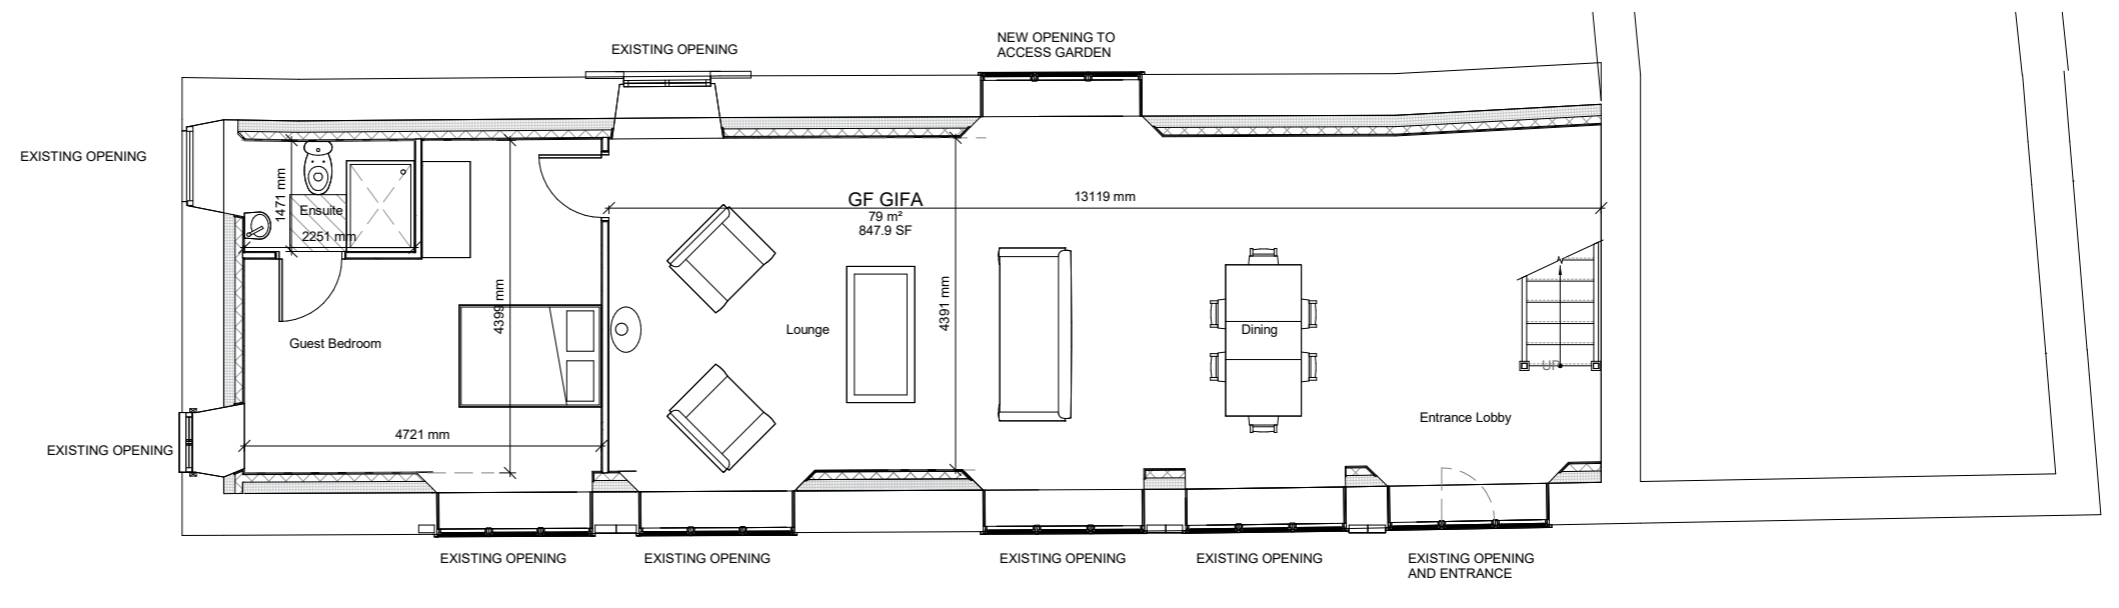 NEW OPENING TO
ACCESS GARDEN
EXISTING OPENING
EXISTING OPENING
1471 mm
Ensuite
2251 mm
GF GIFA
79 m²
847.9 SF
13119 mm
4399 mm
4391 mm
Guest Bedroom
Lounge
Dining
UP
Entrance Lobby
4721 mm
EXISTING OPENING
EXISTING OPENING
EXISTING OPENING
EXISTING OPENING
EXISTING OPENING
EXISTING OPENING
AND ENTRANCE